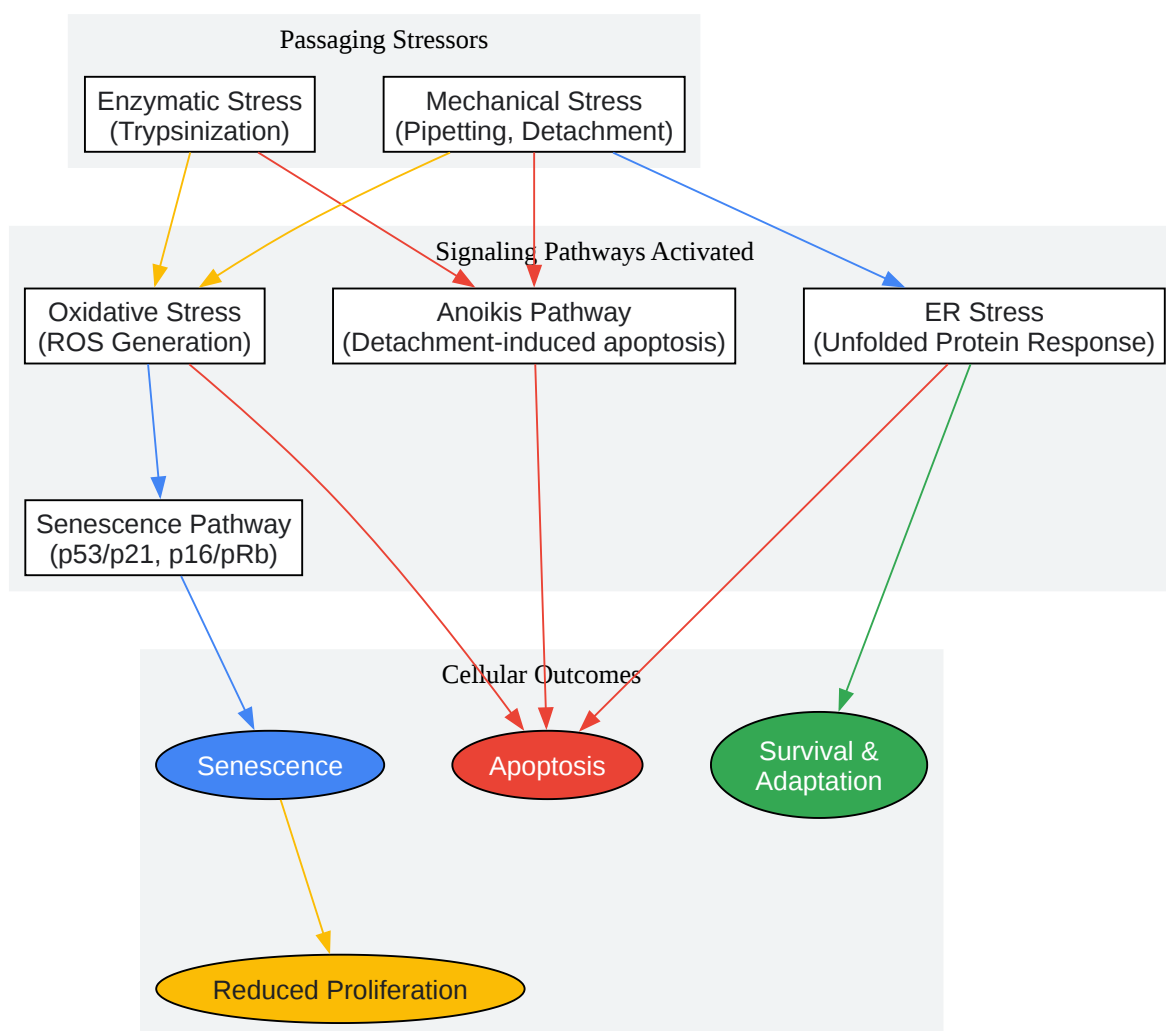 Passaging Stressors
Enzymatic Stress
(Trypsinization)
Mechanical Stress
(Pipetting, Detachment)
Signaling Pathways Activated
Oxidative Stress
(ROS Generation)
Anoikis Pathway
(Detachment-induced apoptosis)
ER Stress
(Unfolded Protein Response)
Senescence Pathway
(p53/p21, p16/pRb)
Cellular Outcomes
Senescence
Apoptosis
Survival &
Adaptation
Reduced Proliferation